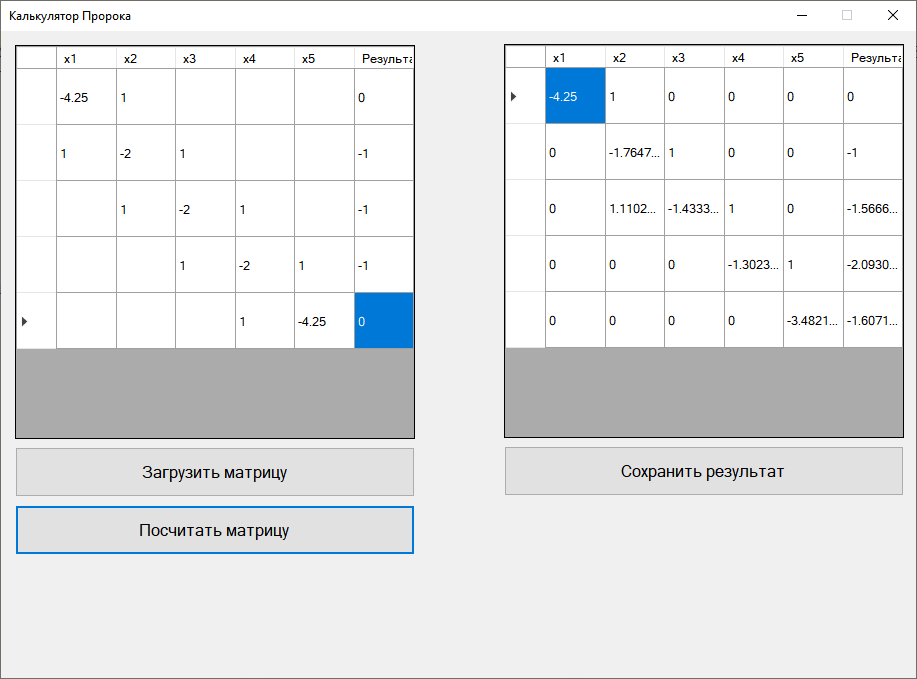 Калькулятор Пророка
x1 x2 x3 x4 x5 Результа
-4.25 1 0
1 -2 1 -1
1 -2 1 -1
1 -2 1 -1
1 -4.25 0
Загрузить матрицу
Посчитать матрицу
x1 x2 x3 x4 x5 Результа
-4.25 1 0 0 0 0
0 -1.7647... 1 0 0 -1
0 1.1102... -1.4333... 1 0 -1.5666...
0 0 0 -1.3023... 1 -2.0930...
0 0 0 0 -3.4821... -1.6071...
Сохранить результат